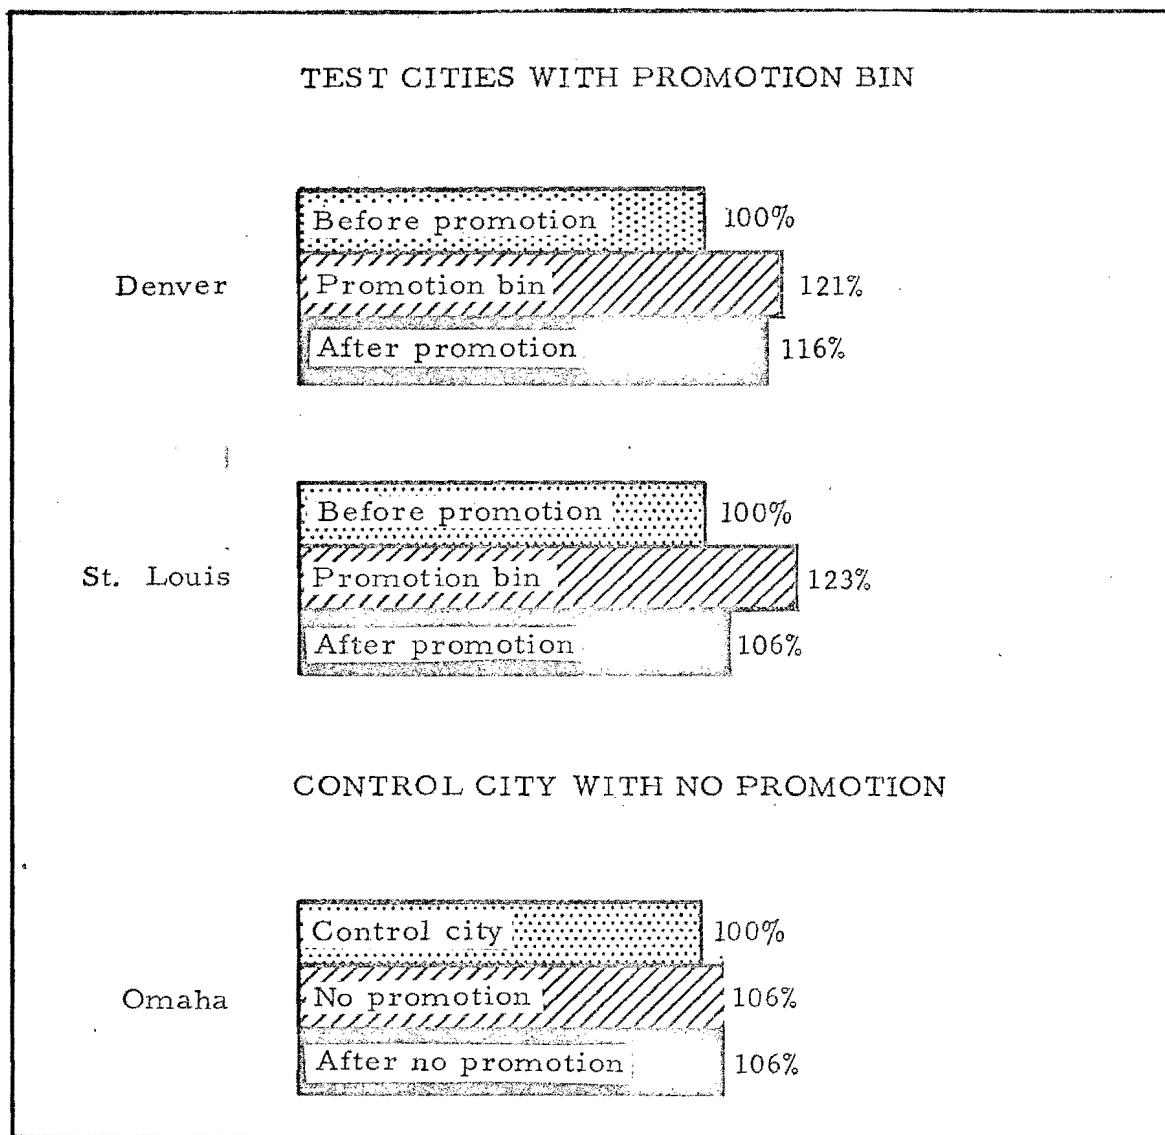 TEST CITIES WITH PROMOTION BIN
Before promotion 100%
Denver Promotion bin 121%
After promotion 116%
Before promotion 100%
St. Louis Promotion bin 123%
After promotion 106%
CONTROL CITY WITH NO PROMOTION
Control city 100%
Omaha No promotion 106%
After no promotion 106%